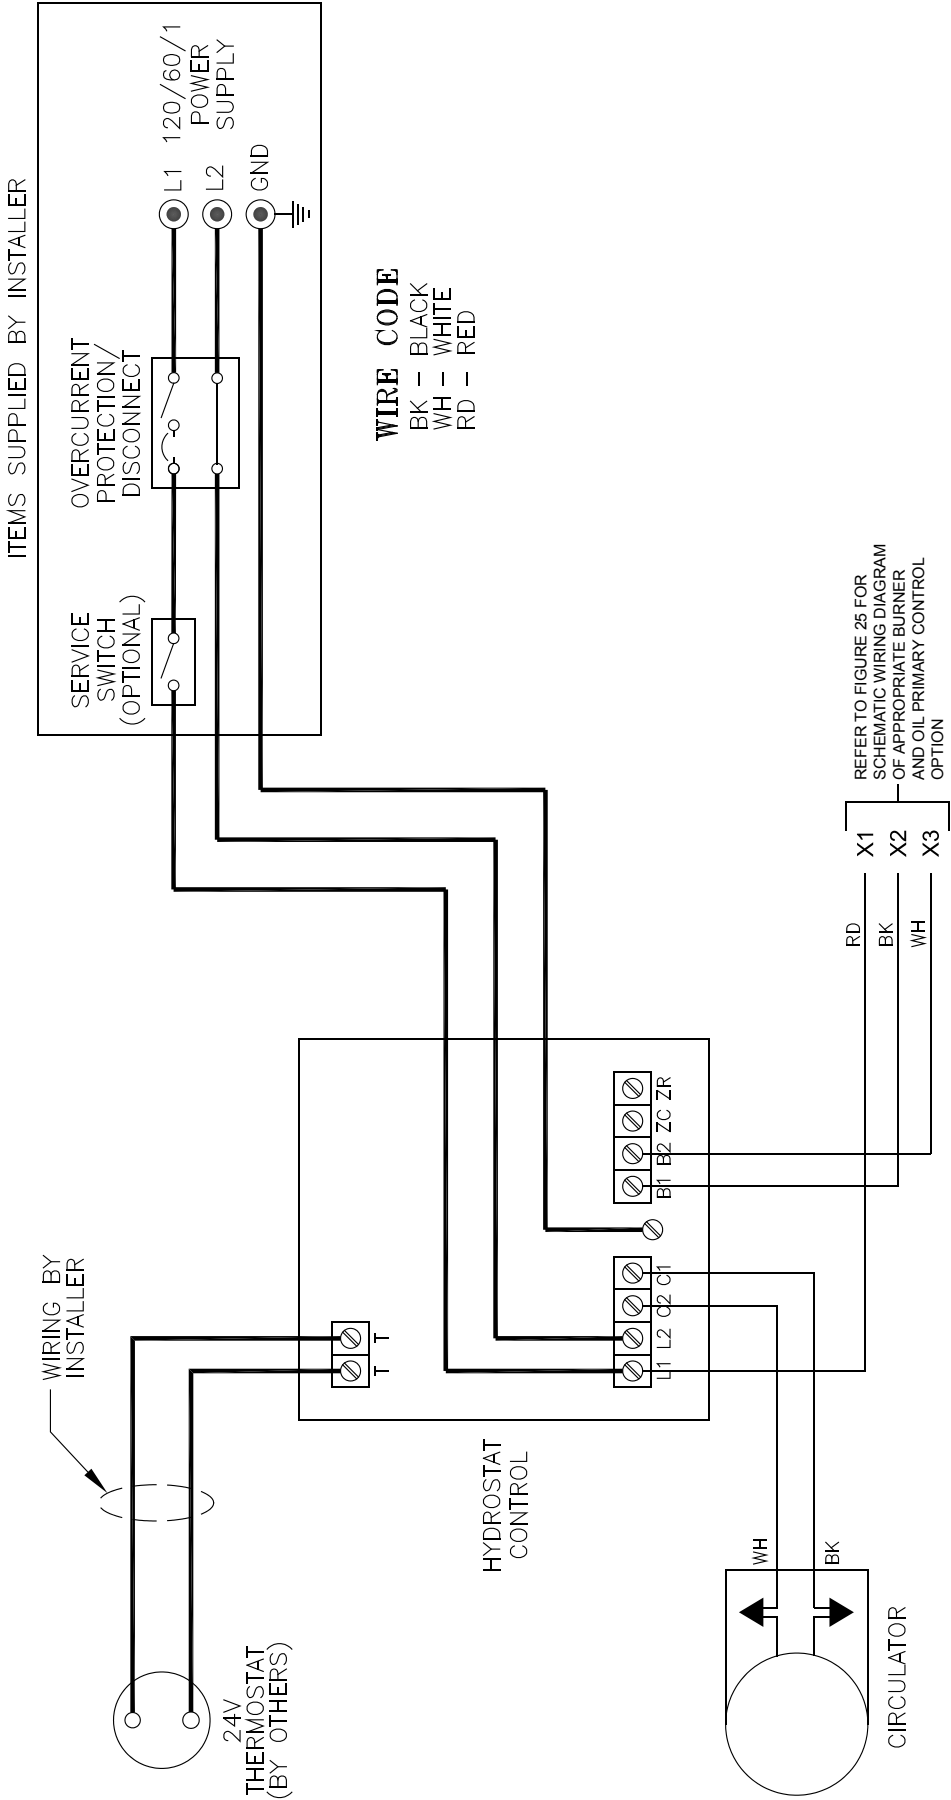 ITEMS SUPPLIED BY INSTALLER
SERVICE
SWITCH
(OPTIONAL)
OVERCURRENT
PROTECTION/
DISCONNECT
L1
L2
GND
120/60/1
POWER
SUPPLY
WIRE CODE
BK – BLACK
WH – WHITE
RD – RED
WIRING BY
INSTALLER
24V
THERMOSTAT
(BY OTHERS)
T
T
HYDROSTAT
CONTROL
L1
L2
C2
C1
B1
B2
ZC
ZR
WH
BK
CIRCULATOR
RD
BK
WH
X1
X2
X3
REFER TO FIGURE 25 FOR
SCHEMATIC WIRING DIAGRAM
OF APPROPRIATE BURNER
AND OIL PRIMARY CONTROL
OPTION